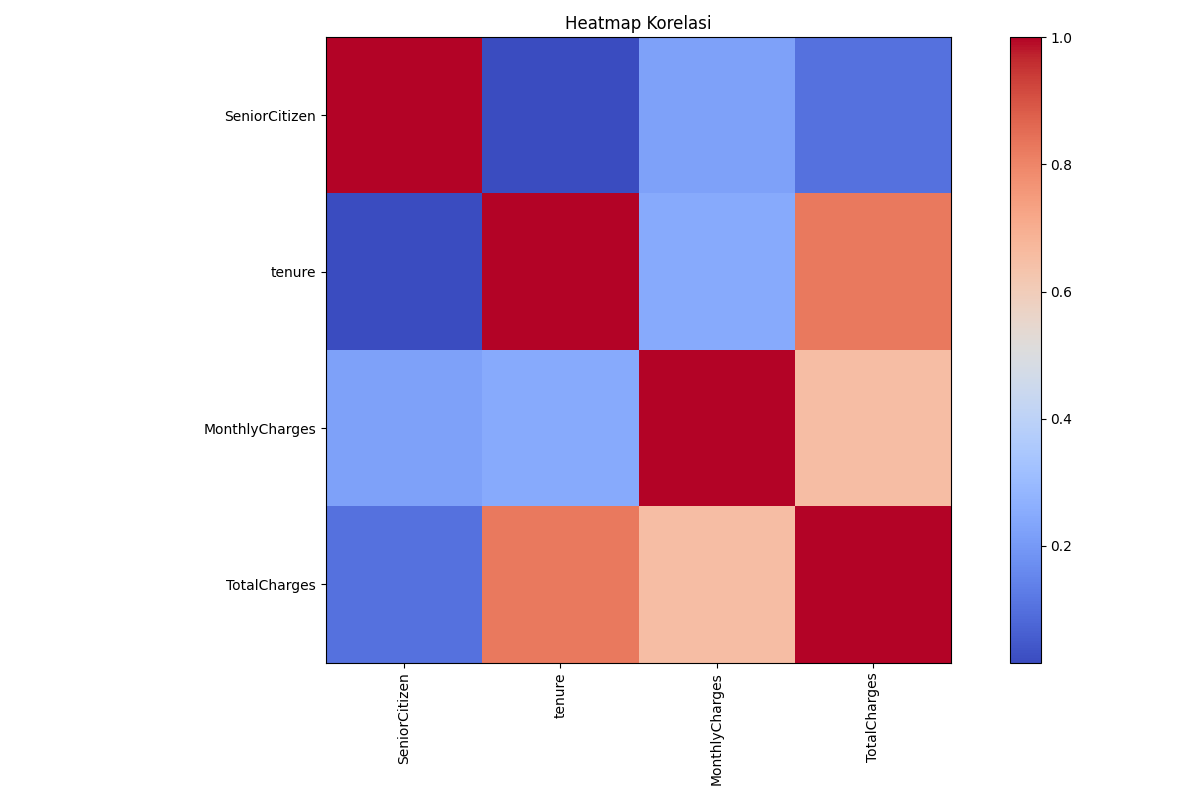 Heatmap Korelasi
SeniorCitizen
tenure
MonthlyCharges
TotalCharges
SeniorCitizen
tenure
MonthlyCharges
TotalCharges
1.0
0.8
0.6
0.4
0.2